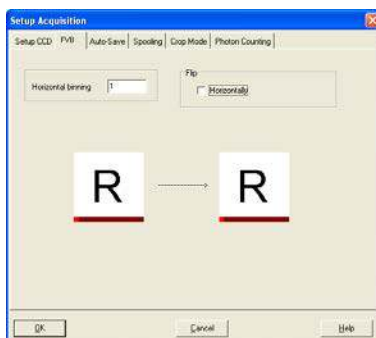 Setup Acquisition
Setup CCD FVB Auto-Save Spooling Crop Mode Photon Counting
Horizontal binning 1
Flip
Horizontally
R R
OK Cancel Help